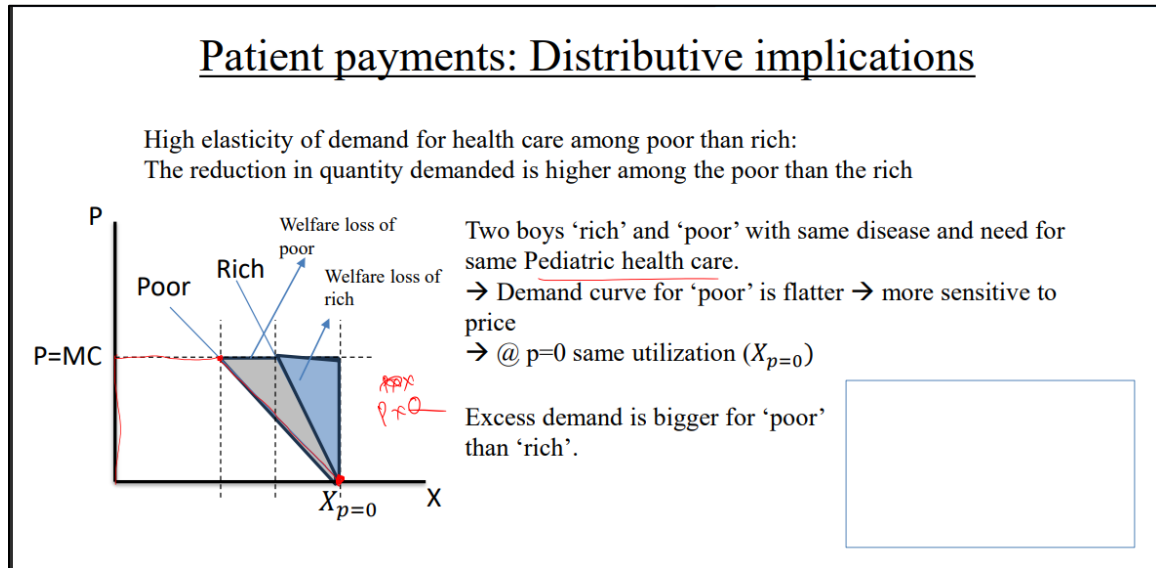 Patient payments: Distributive implications
High elasticity of demand for health care among poor than rich:
The reduction in quantity demanded is higher among the poor than the rich
P
Welfare loss of
poor
Rich
Welfare loss of
rich
Poor
P=MC
X_{p=0}
X
P x Q
Two boys ‘rich’ and ‘poor’ with same disease and need for
same Pediatric health care.
→ Demand curve for ‘poor’ is flatter → more sensitive to
price
→ @ p=0 same utilization (X_{p=0})
Excess demand is bigger for ‘poor’
than ‘rich’.